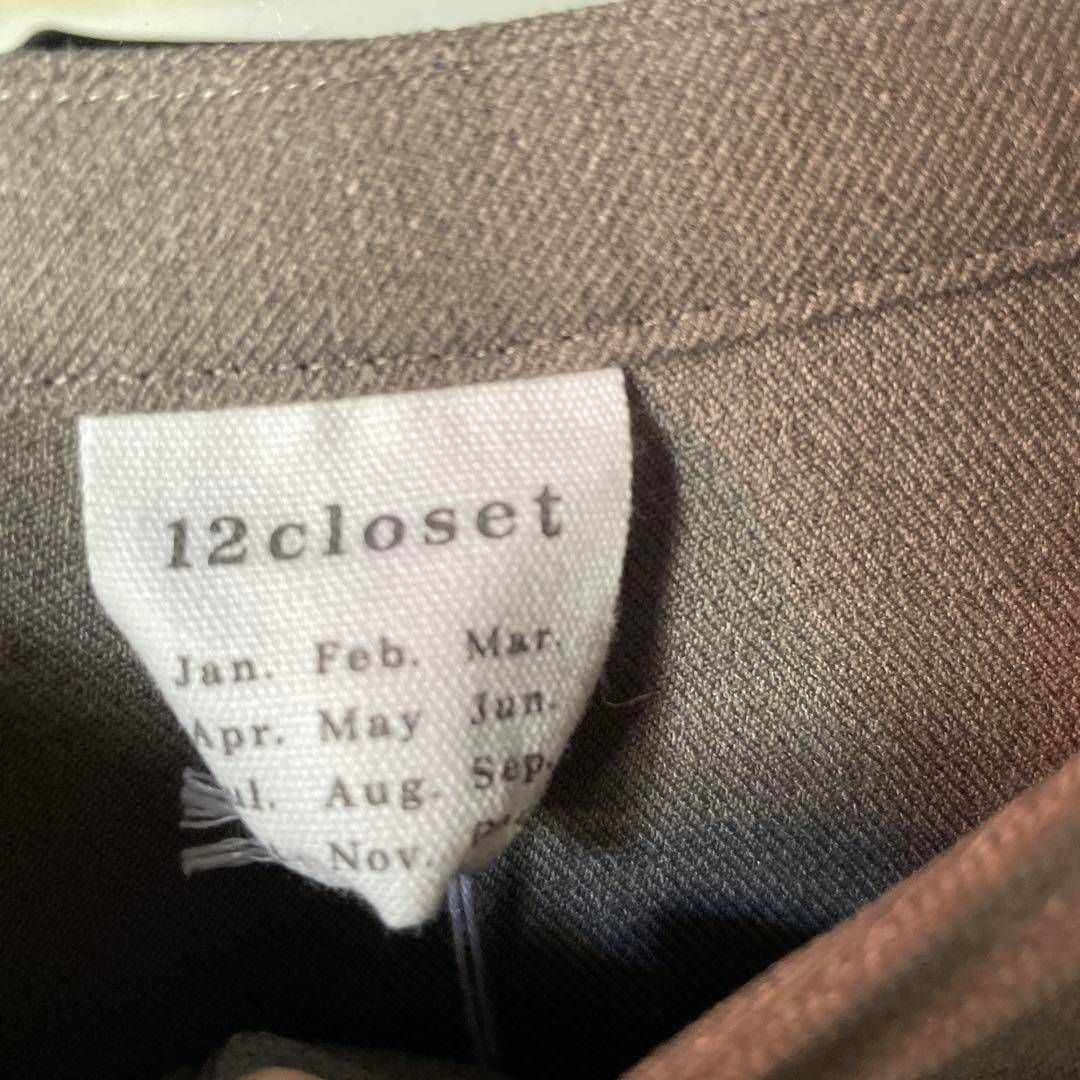 12closet
Jan. Feb. Mar.
Apr. May Jun.
Aug. Sep.
Nov.